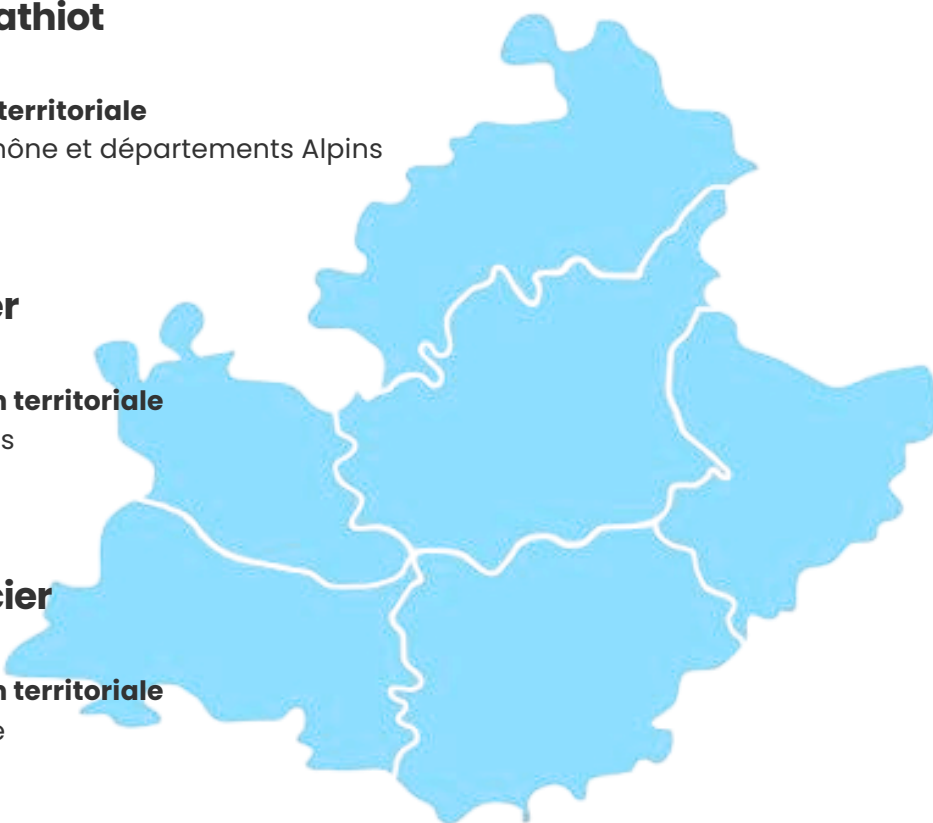 athiot
territoriale
hône et départements Alpins
er
n territoriale
s
cier
n territoriale
e